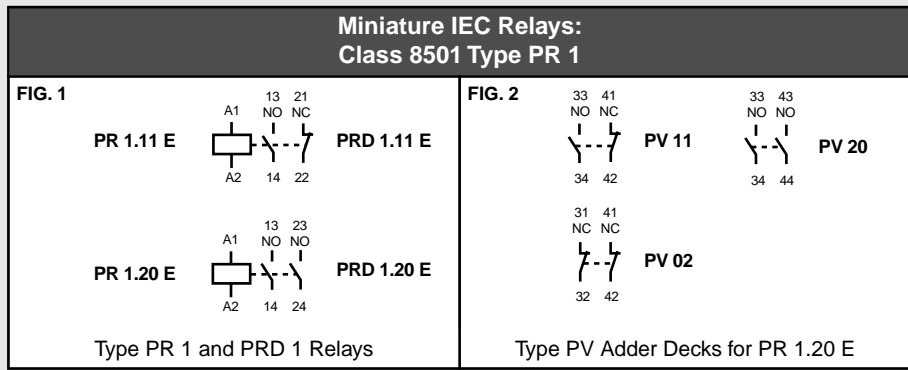 Miniature IEC Relays:
Class 8501 Type PR 1
FIG. 1
13 21
A1 NO NC
PR 1.11 E PRD 1.11 E
A2 14 22
13 23
A1 NO NO
PR 1.20 E PRD 1.20 E
A2 14 24
Type PR 1 and PRD 1 Relays
FIG. 2
33 41
NO NC
PV 11
34 42
33 43
NO NO
PV 20
34 44
31 41
NC NC
PV 02
32 42
Type PV Adder Decks for PR 1.20 E